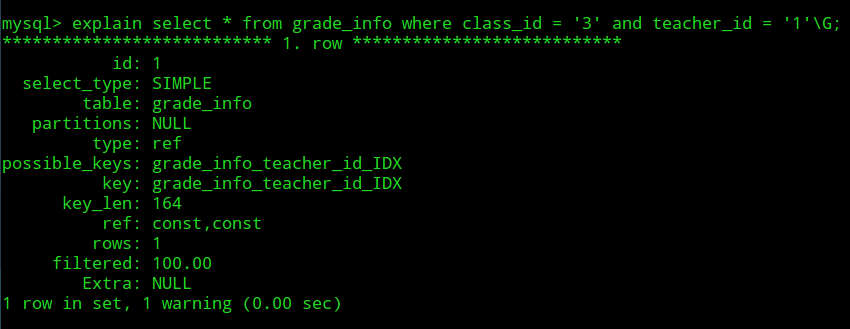 mysql> explain select * from grade_info where class_id = '3' and teacher_id = '1'\G;
*************************** 1. row ***************************
           id: 1
  select_type: SIMPLE
        table: grade_info
   partitions: NULL
         type: ref
possible_keys: grade_info_teacher_id_IDX
          key: grade_info_teacher_id_IDX
      key_len: 164
          ref: const,const
         rows: 1
     filtered: 100.00
        Extra: NULL
1 row in set, 1 warning (0.00 sec)